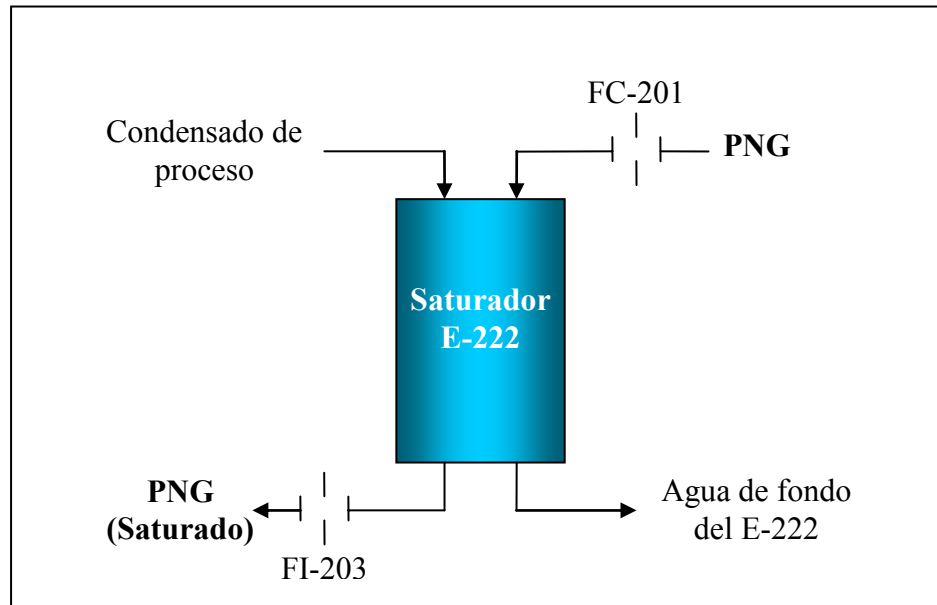 FC-201
Condensado de
proceso
PNG
Saturador
E-222
PNG
(Saturado)
FI-203
Agua de fondo
del E-222